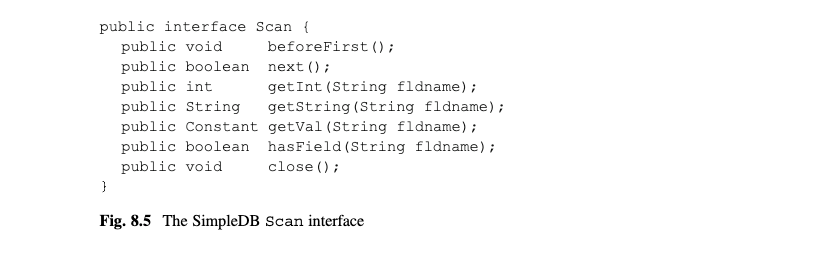 public interface Scan {
public void beforeFirst();
public boolean next();
public int getInt(String fldname);
public String getString(String fldname);
public Constant getVal(String fldname);
public boolean hasField(String fldname);
public void close();
}
Fig. 8.5 The SimpleDB Scan interface